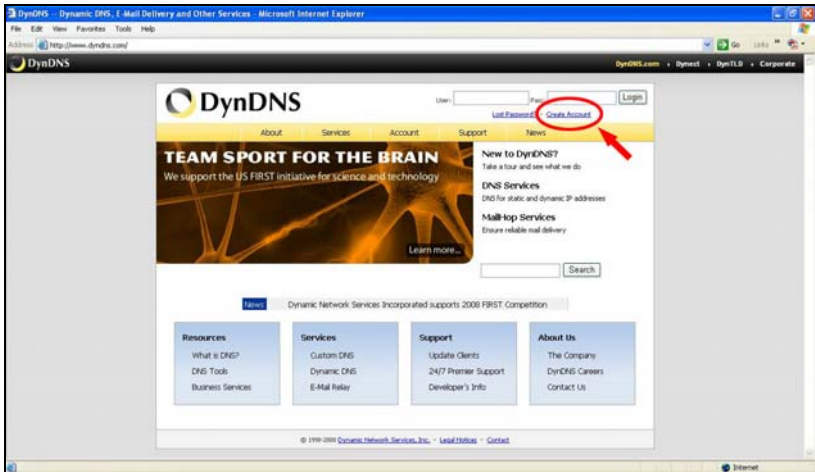 DynDNS -- Dynamic DNS, E-Mail Delivery and Other Services - Microsoft Internet Explorer
File Edit View Favorites Tools Help
Address http://www.dyndns.com/ Go Links »
DynDNS DynDNS.com Dynect DynTLD Corporate
DynDNS User: Pass: Login
Lost Password? - Create Account
About Services Account Support News
TEAM SPORT FOR THE BRAIN
We support the US FIRST initiative for science and technology
Learn more...
New to DynDNS?
Take a tour and see what we do
DNS Services
DNS for static and dynamic IP addresses
MailHop Services
Ensure reliable mail delivery
Search
News Dynamic Network Services Incorporated supports 2008 FIRST Competition
Resources
What is DNS?
DNS Tools
Business Services
Services
Custom DNS
Dynamic DNS
E-Mail Relay
Support
Update Clients
24/7 Premier Support
Developer's Info
About Us
The Company
DynDNS Careers
Contact Us
© 1998-2008 Dynamic Network Services, Inc. - Legal Notices - Contact
Internet